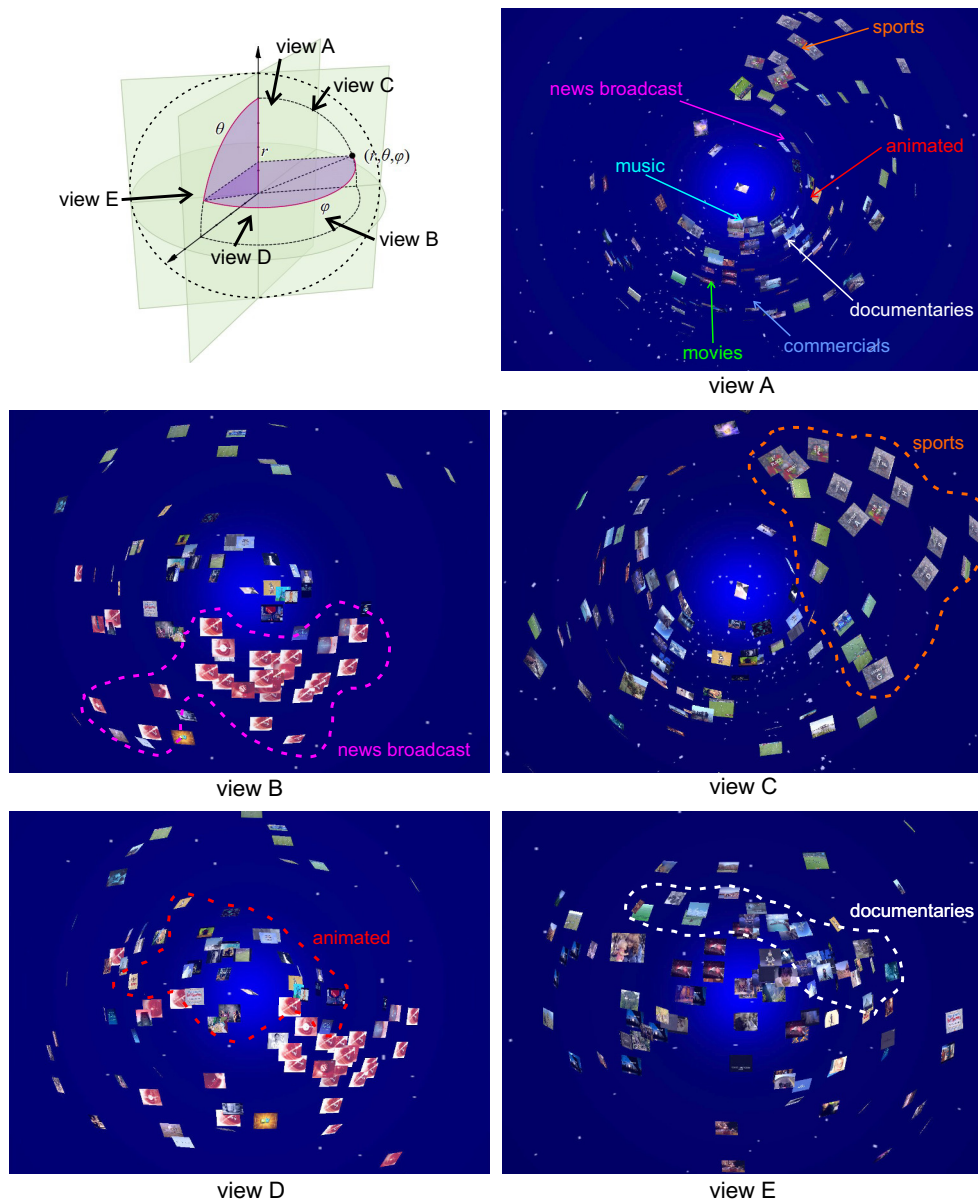 view A
view C
θ
r
(r,θ,φ)
view E
φ
view D
view B
sports
news broadcast
animated
music
documentaries
commercials
movies
view A
news broadcast
view B
sports
view C
animated
view D
documentaries
view E